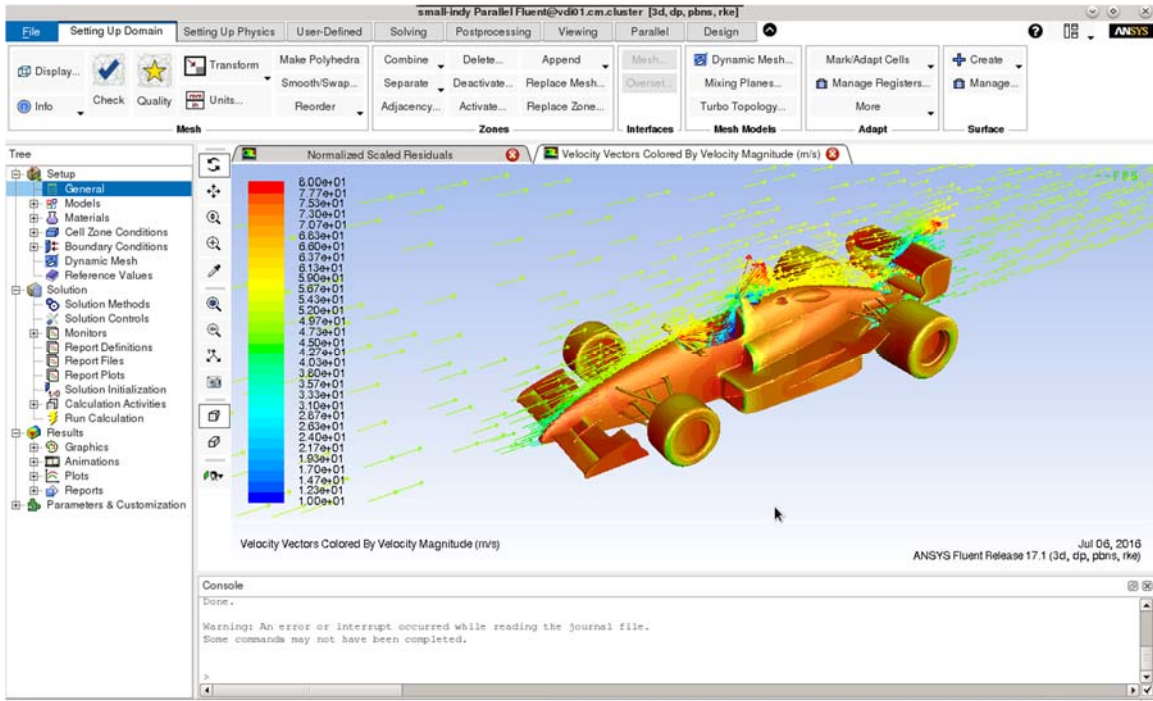 small-indy Parallel Fluent@vdi01.cm.cluster [3d, dp, pbns, rke]
File Setting Up Domain Setting Up Physics User-Defined Solving Postprocessing Viewing Parallel Design ANSYS
Display... Check Quality Transform Make Polyhedra Combine Delete... Append Mesh... Dynamic Mesh... Mark/Adapt Cells Create
Smooth/Swap... Separate Deactivate... Replace Mesh... Overset... Mixing Planes... Manage Registers... Manage...
Info Units... Reorder Adjacency... Activate... Replace Zone... Turbo Topology... More
Mesh Zones Interfaces Mesh Models Adapt Surface
Tree
Setup
General
Models
Materials
Cell Zone Conditions
Boundary Conditions
Dynamic Mesh
Reference Values
Solution
Solution Methods
Solution Controls
Monitors
Report Definitions
Report Files
Report Plots
Solution Initialization
Calculation Activities
Run Calculation
Results
Graphics
Animations
Plots
Reports
Parameters & Customization
Normalized Scaled Residuals Velocity Vectors Colored By Velocity Magnitude (m/s)
--FPS
8.00e+01
7.77e+01
7.53e+01
7.30e+01
7.07e+01
6.83e+01
6.60e+01
6.37e+01
6.13e+01
5.90e+01
5.67e+01
5.43e+01
5.20e+01
4.97e+01
4.73e+01
4.50e+01
4.27e+01
4.03e+01
3.80e+01
3.57e+01
3.33e+01
3.10e+01
2.87e+01
2.63e+01
2.40e+01
2.17e+01
1.93e+01
1.70e+01
1.47e+01
1.23e+01
1.00e+01
Velocity Vectors Colored By Velocity Magnitude (m/s)
Jul 06, 2016
ANSYS Fluent Release 17.1 (3d, dp, pbns, rke)
Console
Done.
Warning: An error or interrupt occurred while reading the journal file.
Some commands may not have been completed.
>